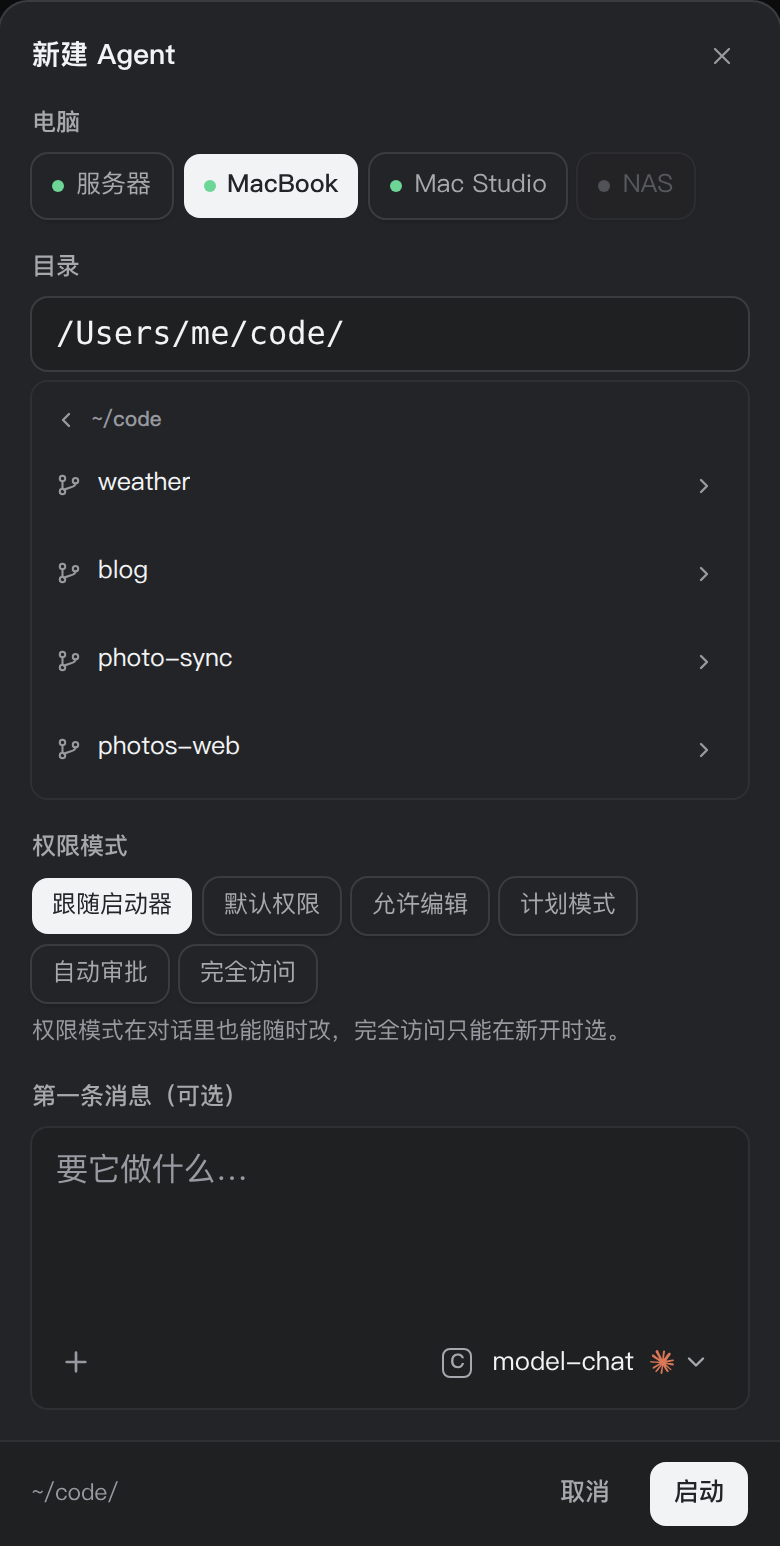 新建 Agent
电脑
服务器 MacBook Mac Studio NAS
目录
/Users/me/code/
~/code
weather
blog
photo-sync
photos-web
权限模式
跟随启动器 默认权限 允许编辑 计划模式
自动审批 完全访问
权限模式在对话里也能随时改，完全访问只能在新开时选。
第一条消息（可选）
要它做什么…
C model-chat
~/code/ 取消 启动